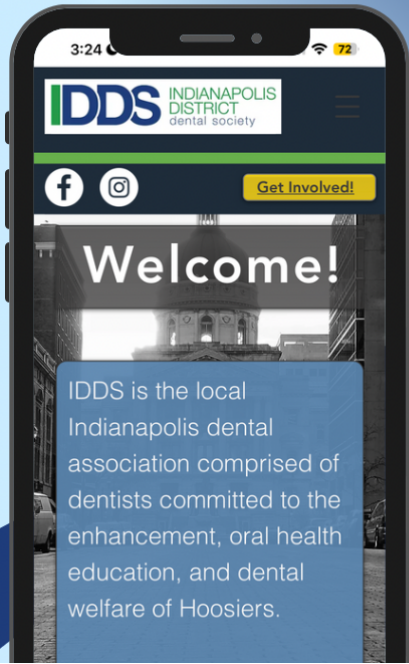 3:24
72
IDDS INDIANAPOLIS
DISTRICT
dental society
f
Get Involved!
Welcome!
IDDS is the local
Indianapolis dental
association comprised of
dentists committed to the
enhancement, oral health
education, and dental
welfare of Hoosiers.